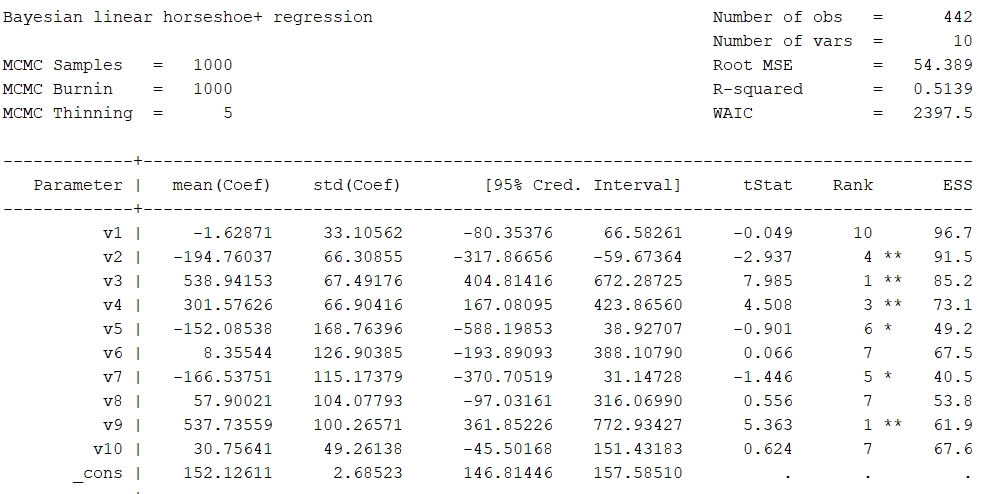 Bayesian linear horseshoe+ regression                                  Number of obs   =      442
                                                                       Number of vars  =       10
MCMC Samples   =   1000                                                Root MSE        =   54.389
MCMC Burnin    =   1000                                                R-squared       =   0.5139
MCMC Thinning  =      5                                                WAIC            =   2397.5
-------------+-----------------------------------------------------------------------------------
   Parameter |   mean(Coef)    std(Coef)        [95% Cred. Interval]      tStat    Rank       ESS
-------------+-----------------------------------------------------------------------------------
          v1 |     -1.62871     33.10562      -80.35376     66.58261     -0.049      10      96.7
          v2 |   -194.76037     66.30855     -317.86656    -59.67364     -2.937       4 **   91.5
          v3 |    538.94153     67.49176      404.81416    672.28725      7.985       1 **   85.2
          v4 |    301.57626     66.90416      167.08095    423.86560      4.508       3 **   73.1
          v5 |   -152.08538    168.76396     -588.19853     38.92707     -0.901       6 *    49.2
          v6 |      8.35544    126.90385     -193.89093    388.10790      0.066       7      67.5
          v7 |   -166.53751    115.17379     -370.70519     31.14728     -1.446       5 *    40.5
          v8 |     57.90021    104.07793      -97.03161    316.06990      0.556       7      53.8
          v9 |    537.73559    100.26571      361.85226    772.93427      5.363       1 **   61.9
         v10 |     30.75641     49.26138      -45.50168    151.43183      0.624       7      67.6
       _cons |    152.12611      2.68523      146.81446    157.58510          .       .         .